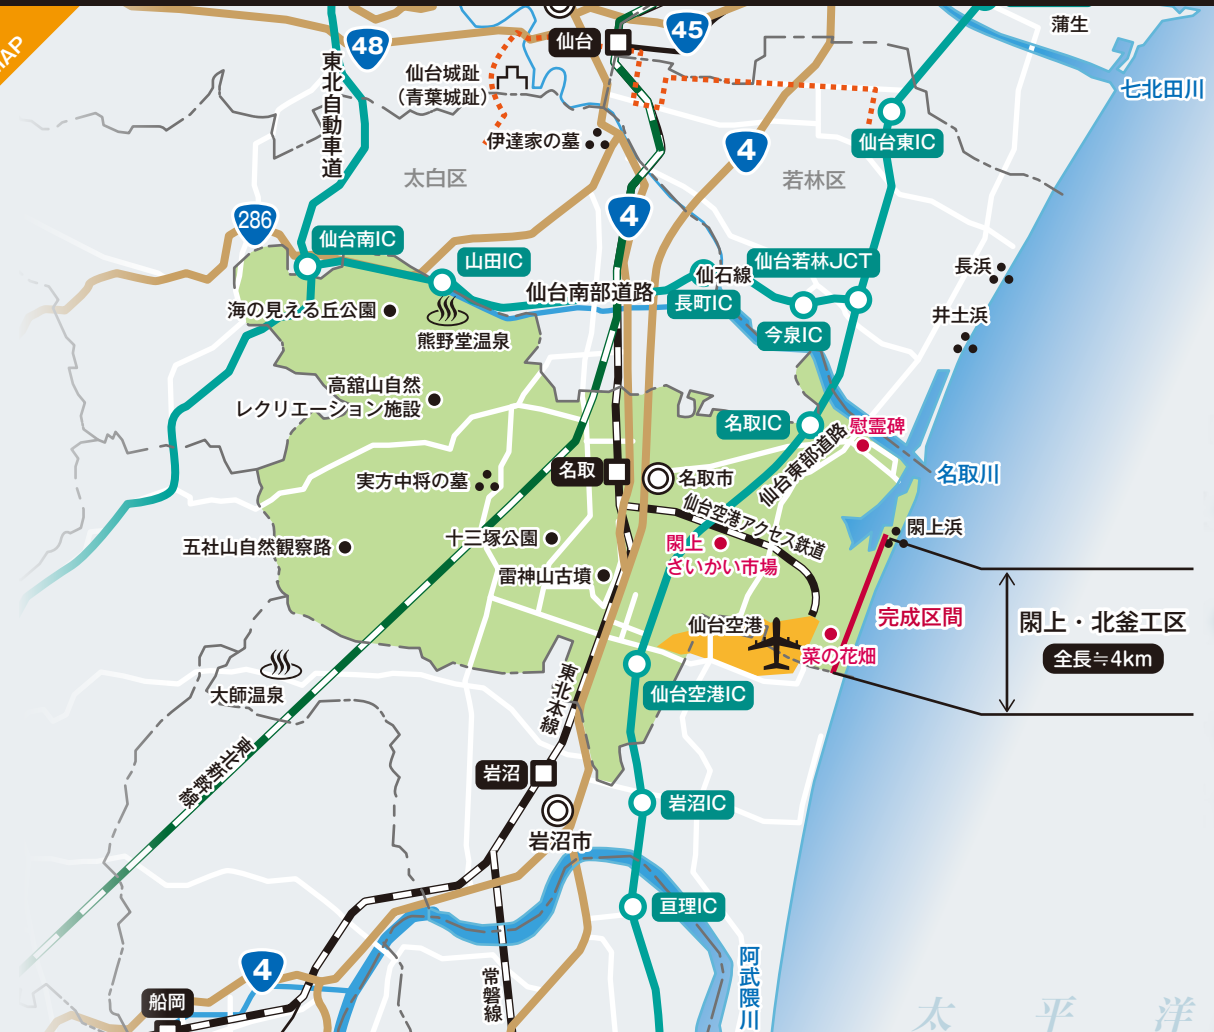 MAP
48
東北自動車道
仙台
45
蒲生
七北田川
仙台城趾
（青葉城趾）
伊達家の墓
太白区
4
仙台東IC
若林区
286
仙台南IC
4
山田IC
仙台南部道路
仙石線
仙台若林JCT
長町IC
長浜
井土浜
今泉IC
海の見える丘公園
熊野堂温泉
高舘山自然
レクリエーション施設
名取IC
慰霊碑
仙台東部道路
名取川
実方中将の墓
名取
名取市
仙台空港アクセス鉄道
閖上浜
十三塚公園
五社山自然観察路
閖上
さいかい市場
雷神山古墳
仙台空港
菜の花畑
完成区間
閖上・北釜工区
全長≒4km
大師温泉
東北本線
仙台空港IC
東北新幹線
岩沼
岩沼IC
岩沼市
亘理IC
4
船岡
常磐線
阿武隈川
太平洋